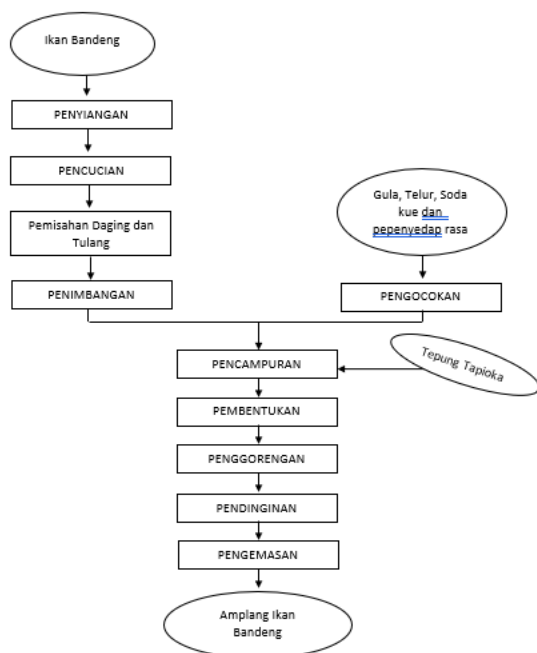 Ikan Bandeng
PENYIANGAN
PENCUCIAN
Pemisahan Daging dan
Tulang
PENIMBANGAN
Gula, Telur, Soda
kue dan
pepenyedap rasa
PENGOCOKAN
PENCAMPURAN
Tepung Tapioka
PEMBENTUKAN
PENGGORENGAN
PENDINGINAN
PENGEMASAN
Amplang Ikan
Bandeng